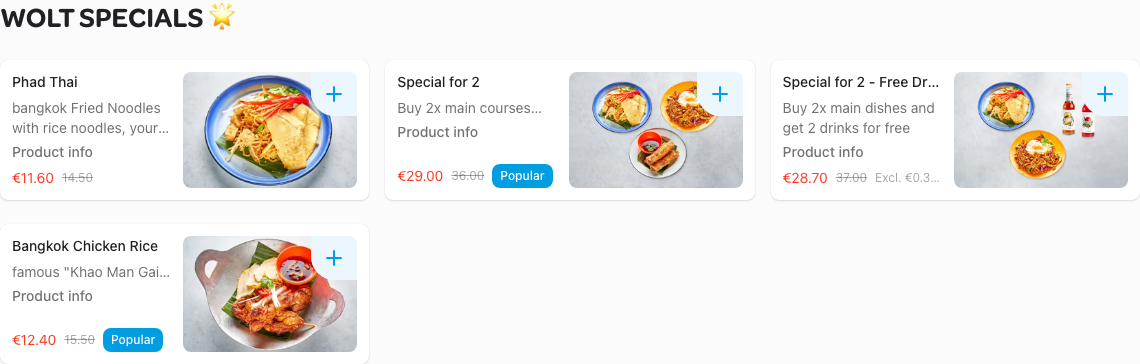 WOLT SPECIALS 🌟
Phad Thai
bangkok Fried Noodles
with rice noodles, your...
Product info
€11.60 14.50
Special for 2
Buy 2x main courses...
Product info
€29.00 36.00 Popular
Special for 2 - Free Dr...
Buy 2x main dishes and
get 2 drinks for free
Product info
€28.70 37.00 Excl. €0.3...
Bangkok Chicken Rice
famous "Khao Man Gai...
Product info
€12.40 15.50 Popular